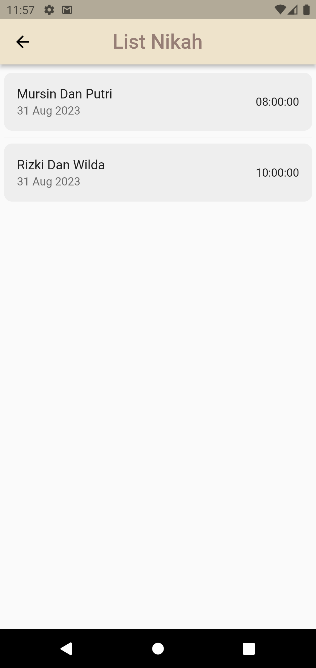 11:57
List Nikah
Mursin Dan Putri
31 Aug 2023
08:00:00
Rizki Dan Wilda
31 Aug 2023
10:00:00